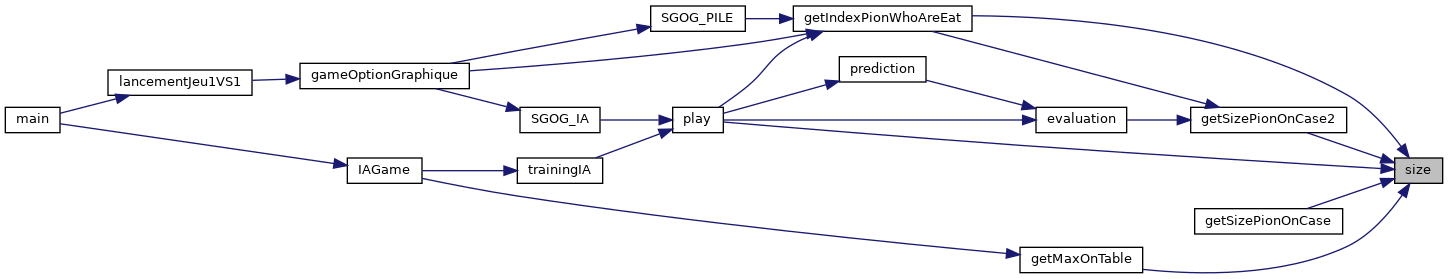 SGOG_PILE
getIndexPionWhoAreEat
prediction
gameOptionGraphique
lancementJeu1VS1
main
SGOG_IA
play
evaluation
getSizePionOnCase2
IAGame
trainingIA
size
getSizePionOnCase
getMaxOnTable